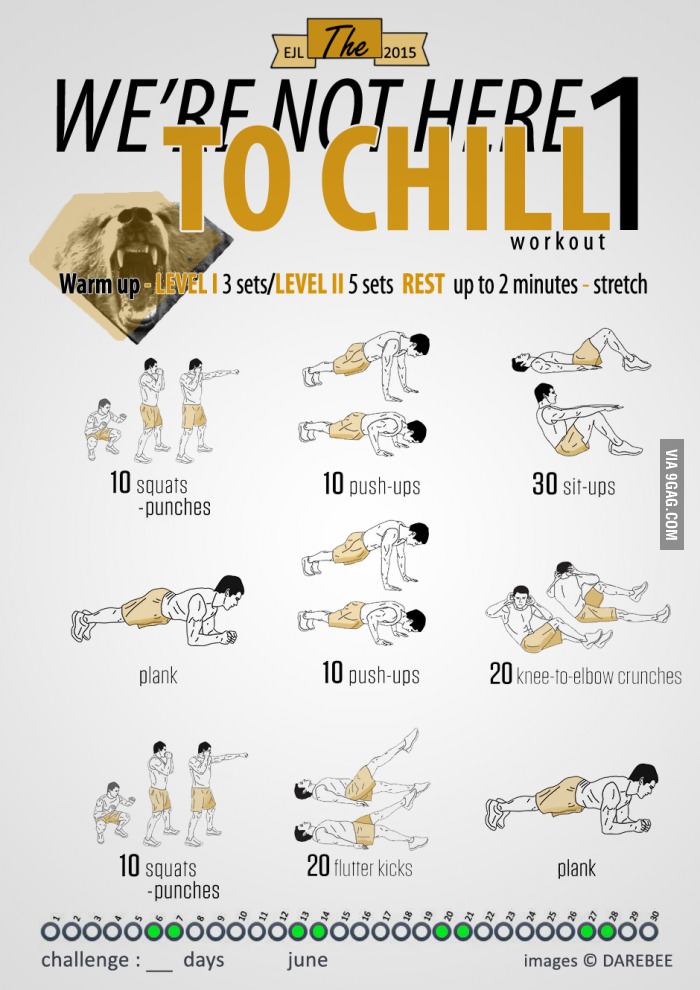 EJL The 2015
WE'RE NOT HERE 1
TO CHILL
workout
Warm up - LEVEL I 3 sets/LEVEL II 5 sets REST up to 2 minutes - stretch
10 squats
-punches
10 push-ups
30 sit-ups
VIA 9GAG.COM
plank
10 push-ups
20 knee-to-elbow crunches
10 squats
-punches
20 flutter kicks
plank
1 2 3 4 5 6 7 8 9 10 11 12 13 14 15 16 17 18 19 20 21 22 23 24 25 26 27 28 29 30
challenge : __ days june images © DAREBEE